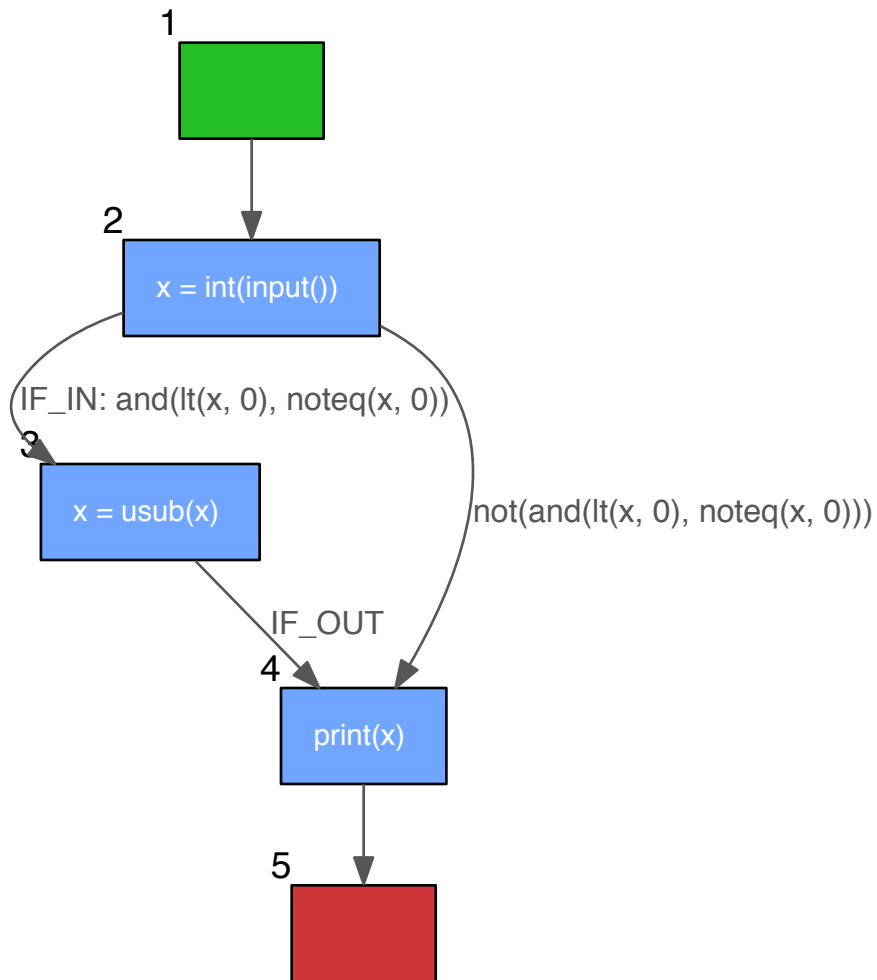 1
2
x = int(input())
IF_IN: and(lt(x, 0), noteq(x, 0))
3
x = usub(x)
not(and(lt(x, 0), noteq(x, 0)))
IF_OUT
4
print(x)
5